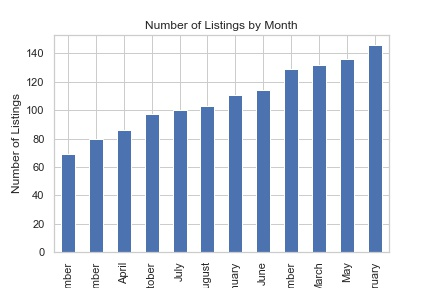 Number of Listings by Month
Number of Listings
140
120
100
80
60
40
20
0
mber
mber
April
tober
July
ugust
nuary
June
mber
March
May
ruary